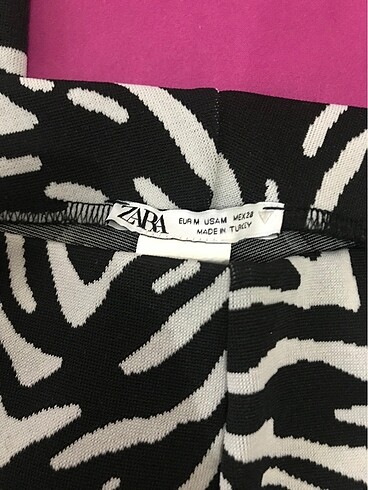 ZARA
EUR M USA M MEX 28
MADE IN TURKEY